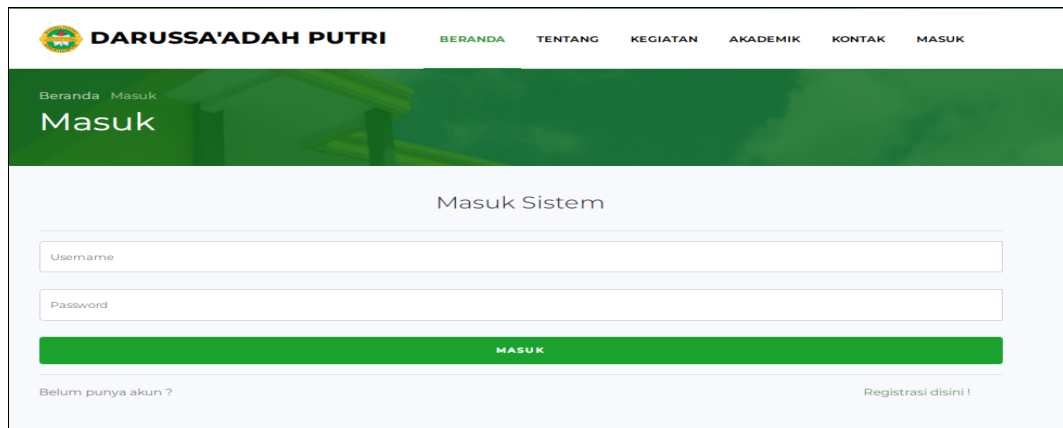 DARUSSA'ADAH PUTRI BERANDA TENTANG KEGIATAN AKADEMIK KONTAK MASUK
Beranda Masuk
Masuk
Masuk Sistem
Username
Password
MASUK
Belum punya akun ? Registrasi disini !